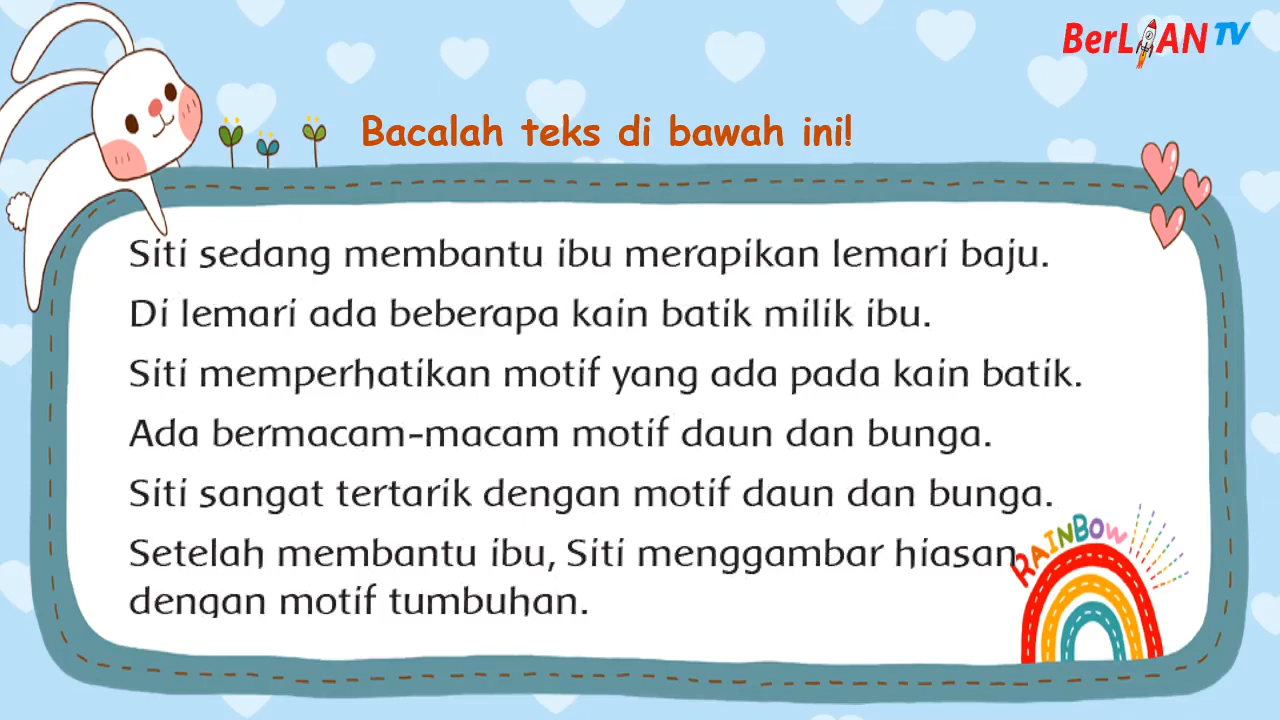 BerLIAN TV
Bacalah teks di bawah ini!
Siti sedang membantu ibu merapikan lemari baju.
Di lemari ada beberapa kain batik milik ibu.
Siti memperhatikan motif yang ada pada kain batik.
Ada bermacam-macam motif daun dan bunga.
Siti sangat tertarik dengan motif daun dan bunga.
Setelah membantu ibu, Siti menggambar hiasan
dengan motif tumbuhan.
RAINBOW